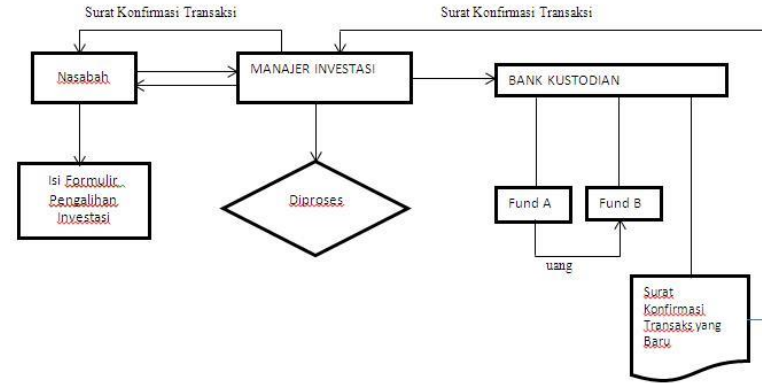 Surat Konfirmasi Transaksi
Surat Konfirmasi Transaksi
Nasabah
MANAJER INVESTASI
BANK KUSTODIAN
Isi Formulir
Pengalihan
Investasi
Diproses
Fund A
Fund B
uang
Surat
Konfirmasi
Transaks yang
Baru